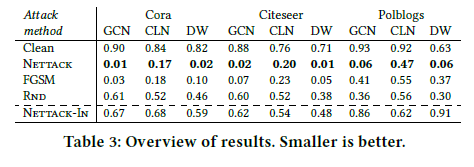 Attack Cora Citeseer Polblogs
method GCN CLN DW GCN CLN DW GCN CLN DW
Clean 0.90 0.84 0.82 0.88 0.76 0.71 0.93 0.92 0.63
NETTACK 0.01 0.17 0.02 0.02 0.20 0.01 0.06 0.47 0.06
FGSM 0.03 0.18 0.10 0.07 0.23 0.05 0.41 0.55 0.37
RND 0.61 0.52 0.46 0.60 0.52 0.38 0.36 0.56 0.30
NETTACK-IN 0.67 0.68 0.59 0.62 0.54 0.48 0.86 0.62 0.91
Table 3: Overview of results. Smaller is better.